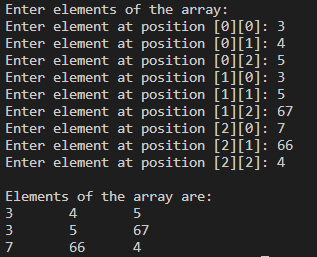 Enter elements of the array:
Enter element at position [0][0]: 3
Enter element at position [0][1]: 4
Enter element at position [0][2]: 5
Enter element at position [1][0]: 3
Enter element at position [1][1]: 5
Enter element at position [1][2]: 67
Enter element at position [2][0]: 7
Enter element at position [2][1]: 66
Enter element at position [2][2]: 4

Elements of the array are:
3 4 5
3 5 67
7 66 4